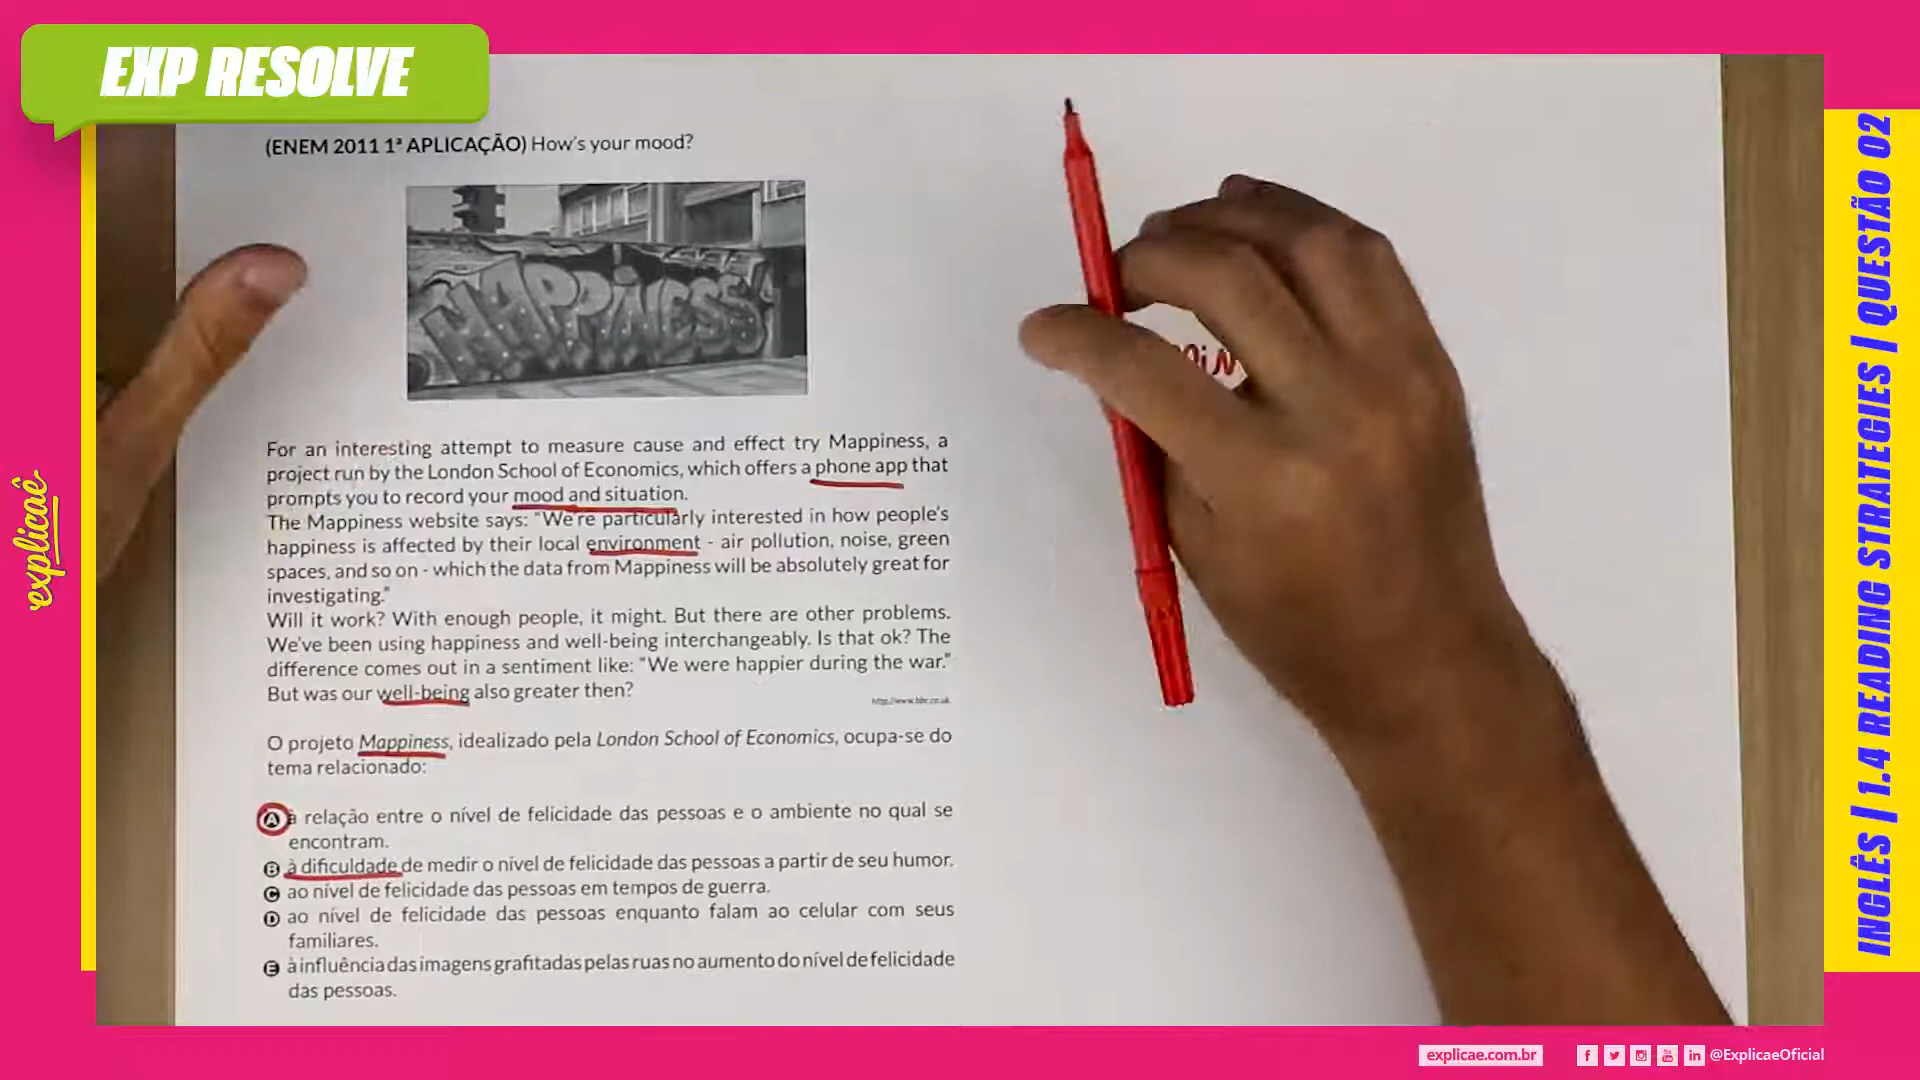 EXP RESOLVE
(ENEM 2011 1ª APLICAÇÃO) How's your mood?
HAPPINESS
For an interesting attempt to measure cause and effect try Mappiness, a
project run by the London School of Economics, which offers a phone app that
prompts you to record your mood and situation.
The Mappiness website says: "We're particularly interested in how people's
happiness is affected by their local environment - air pollution, noise, green
spaces, and so on - which the data from Mappiness will be absolutely great for
investigating."
Will it work? With enough people, it might. But there are other problems.
We've been using happiness and well-being interchangeably. Is that ok? The
difference comes out in a sentiment like: "We were happier during the war."
But was our well-being also greater then?
http://www.bbc.co.uk
O projeto Mappiness, idealizado pela London School of Economics, ocupa-se do
tema relacionado:
A à relação entre o nível de felicidade das pessoas e o ambiente no qual se
encontram.
B à dificuldade de medir o nível de felicidade das pessoas a partir de seu humor.
C ao nível de felicidade das pessoas em tempos de guerra.
D ao nível de felicidade das pessoas enquanto falam ao celular com seus
familiares.
E à influência das imagens grafitadas pelas ruas no aumento do nível de felicidade
das pessoas.
explicaê
INGLÊS | 1.4 READING STRATEGIES | QUESTÃO 02
explicae.com.br
@ExplicaeOficial